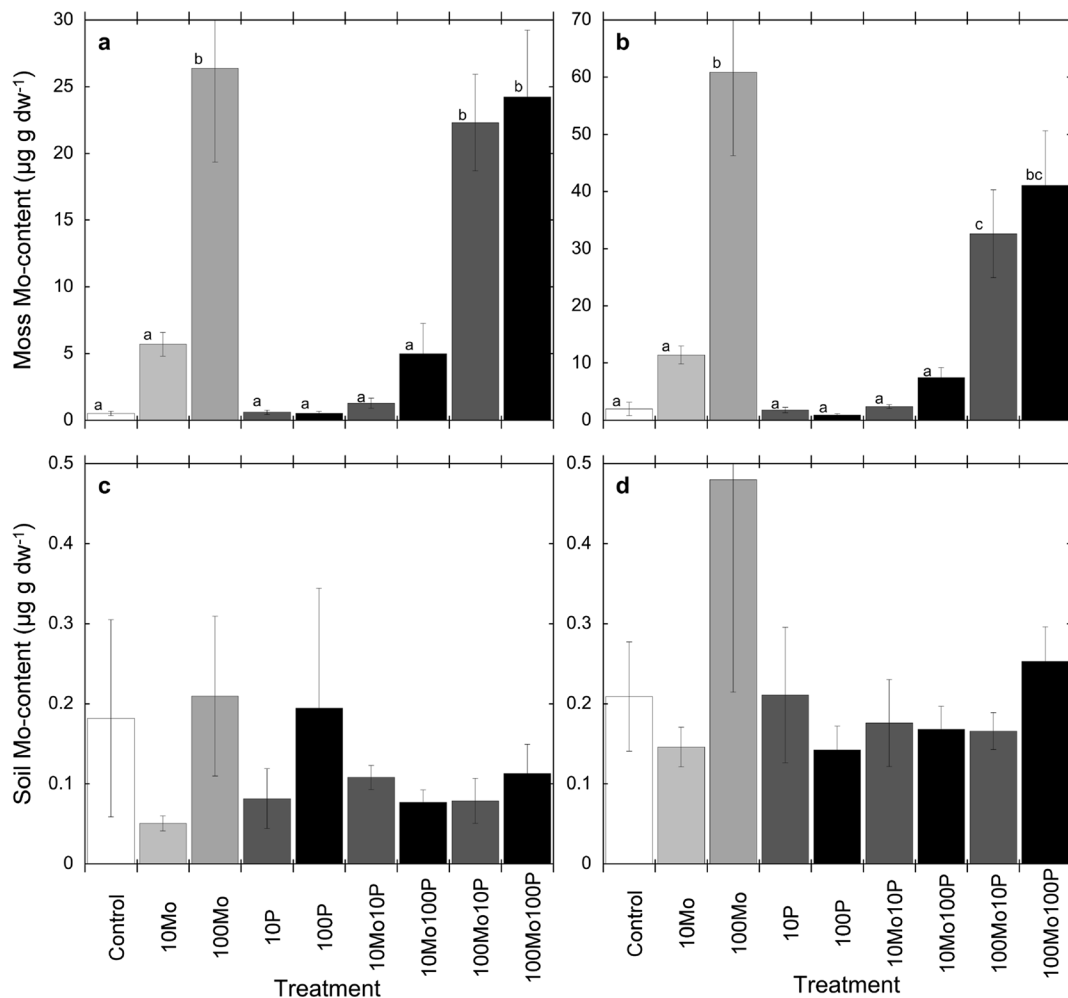 a
b
Moss Mo-content (µg g dw⁻¹)
30
25
20
15
10
5
0
a
a
b
a
a
a
a
b
b
70
60
50
40
30
20
10
0
a
a
b
a
a
a
a
c
bc
c
d
Soil Mo-content (µg g dw⁻¹)
0.5
0.4
0.3
0.2
0.1
0
0.5
0.4
0.3
0.2
0.1
0
Control
10Mo
100Mo
10P
100P
10Mo10P
10Mo100P
100Mo10P
100Mo100P
Control
10Mo
100Mo
10P
100P
10Mo10P
10Mo100P
100Mo10P
100Mo100P
Treatment
Treatment